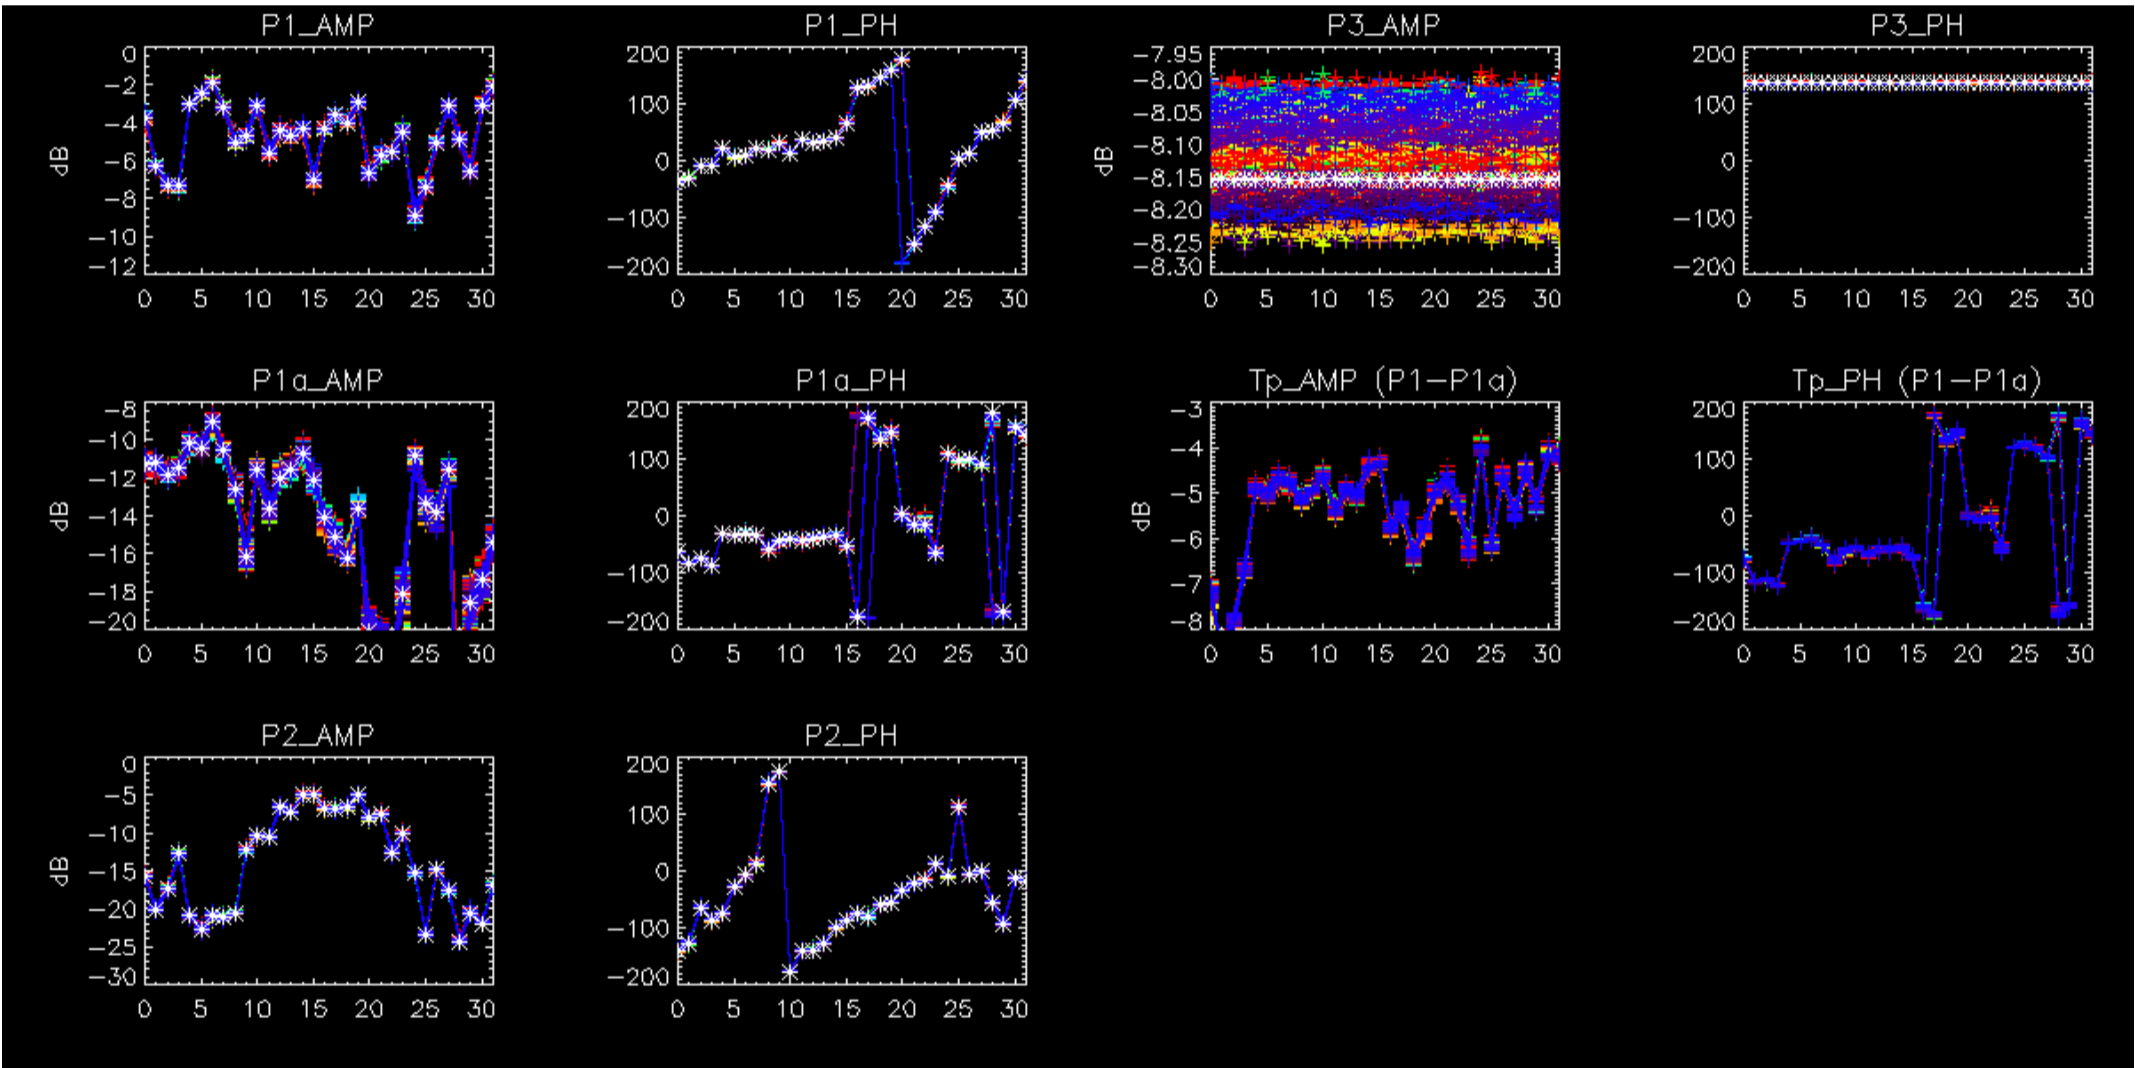 P1_AMP
P1_PH
P3_AMP
P3_PH
0
-2
-4
-6
-8
-10
-12
dB
0 5 10 15 20 25 30
200
100
0
-100
-200
0 5 10 15 20 25 30
-7.95
-8.00
-8.05
-8.10
-8.15
-8.20
-8.25
-8.30
dB
0 5 10 15 20 25 30
200
100
0
-100
-200
0 5 10 15 20 25 30
P1a_AMP
P1a_PH
Tp_AMP (P1-P1a)
Tp_PH (P1-P1a)
-8
-10
-12
-14
-16
-18
-20
dB
0 5 10 15 20 25 30
200
100
0
-100
-200
0 5 10 15 20 25 30
-3
-4
-5
-6
-7
-8
dB
0 5 10 15 20 25 30
200
100
0
-100
-200
0 5 10 15 20 25 30
P2_AMP
P2_PH
0
-5
-10
-15
-20
-25
-30
dB
0 5 10 15 20 25 30
200
100
0
-100
-200
0 5 10 15 20 25 30